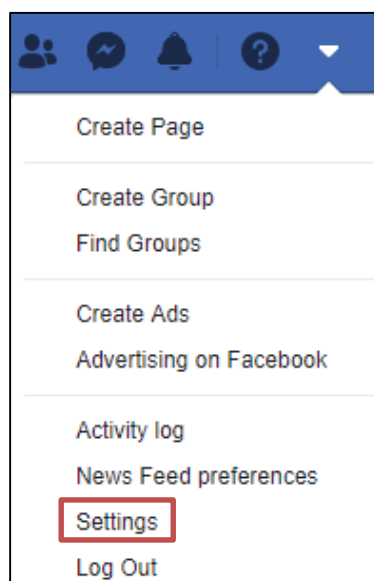 Create Page
Create Group
Find Groups
Create Ads
Advertising on Facebook
Activity log
News Feed preferences
Settings
Log Out